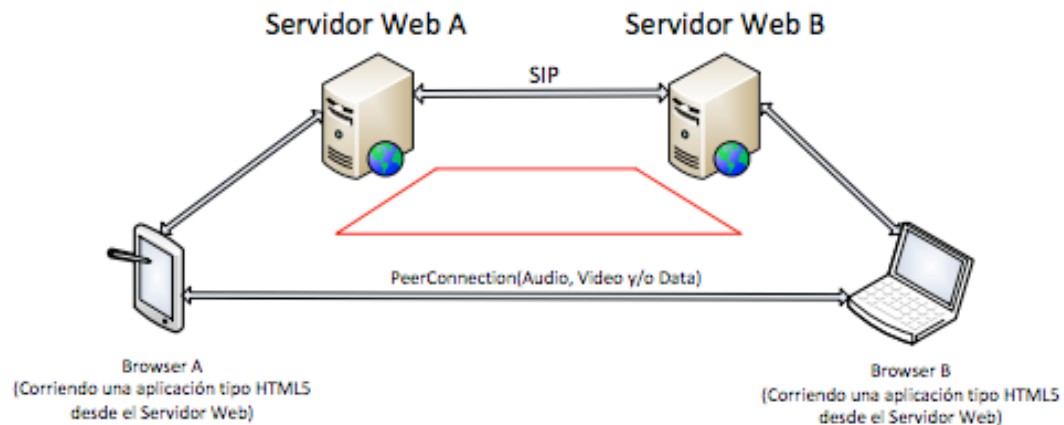 Servidor Web A
Servidor Web B
SIP
PeerConnection(Audio, Video y/o Data)
Browser A
(Corriendo una aplicación tipo HTML5
desde el Servidor Web)
Browser B
(Corriendo una aplicación tipo HTML5
desde el Servidor Web)